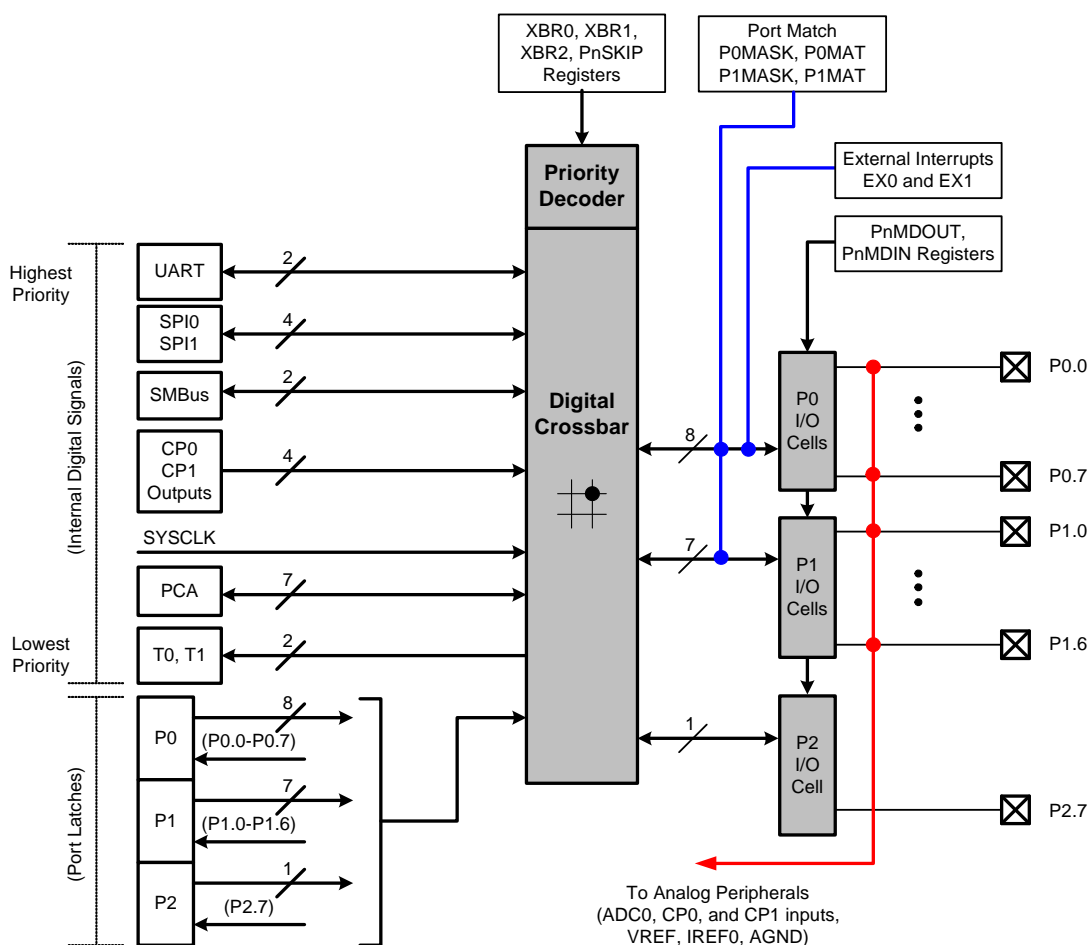 XBR0, XBR1,
XBR2, PnSKIP
Registers
Port Match
P0MASK, P0MAT
P1MASK, P1MAT
External Interrupts
EX0 and EX1
PnMDOUT,
PnMDIN Registers
Priority
Decoder
Digital
Crossbar
Highest
Priority
(Internal Digital Signals)
Lowest
Priority
UART
2
SPI0
SPI1
4
SMBus
2
CP0
CP1
Outputs
4
SYSCLK
PCA
7
T0, T1
2
(Port Latches)
P0
8
(P0.0-P0.7)
P1
7
(P1.0-P1.6)
P2
1
(P2.7)
8
7
1
P0
I/O
Cells
P1
I/O
Cells
P2
I/O
Cell
P0.0
P0.7
P1.0
P1.6
P2.7
To Analog Peripherals
(ADC0, CP0, and CP1 inputs,
VREF, IREF0, AGND)